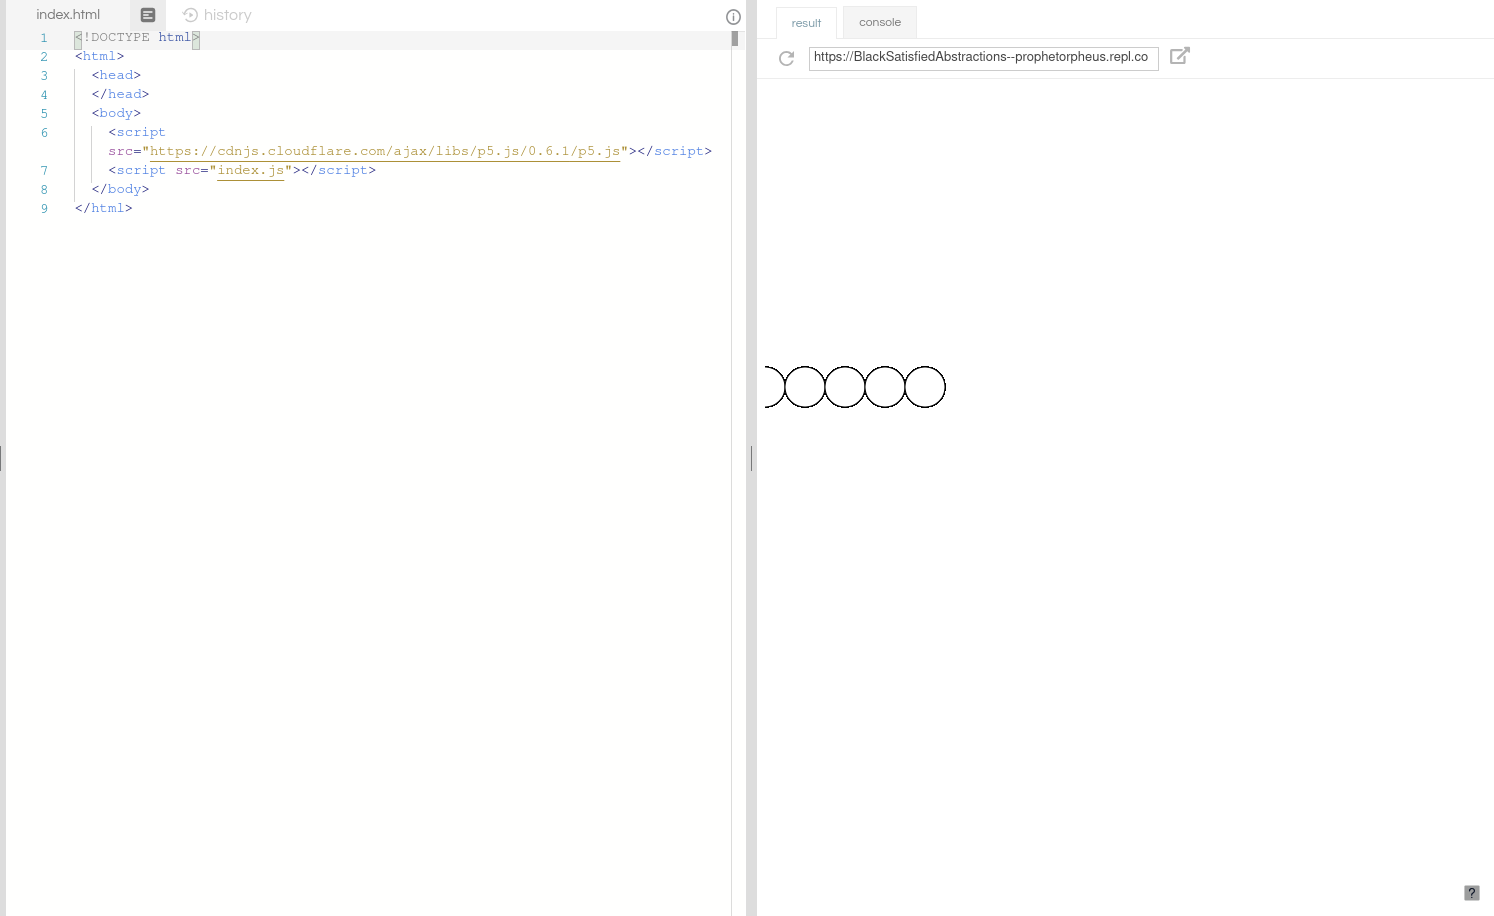 index.html
history
1 <!DOCTYPE html>
2 <html>
3 <head>
4 </head>
5 <body>
6 <script
src="https://cdnjs.cloudflare.com/ajax/libs/p5.js/0.6.1/p5.js"></script>
7 <script src="index.js"></script>
8 </body>
9 </html>
result
console
https://BlackSatisfiedAbstractions--prophetorpheus.repl.co
?